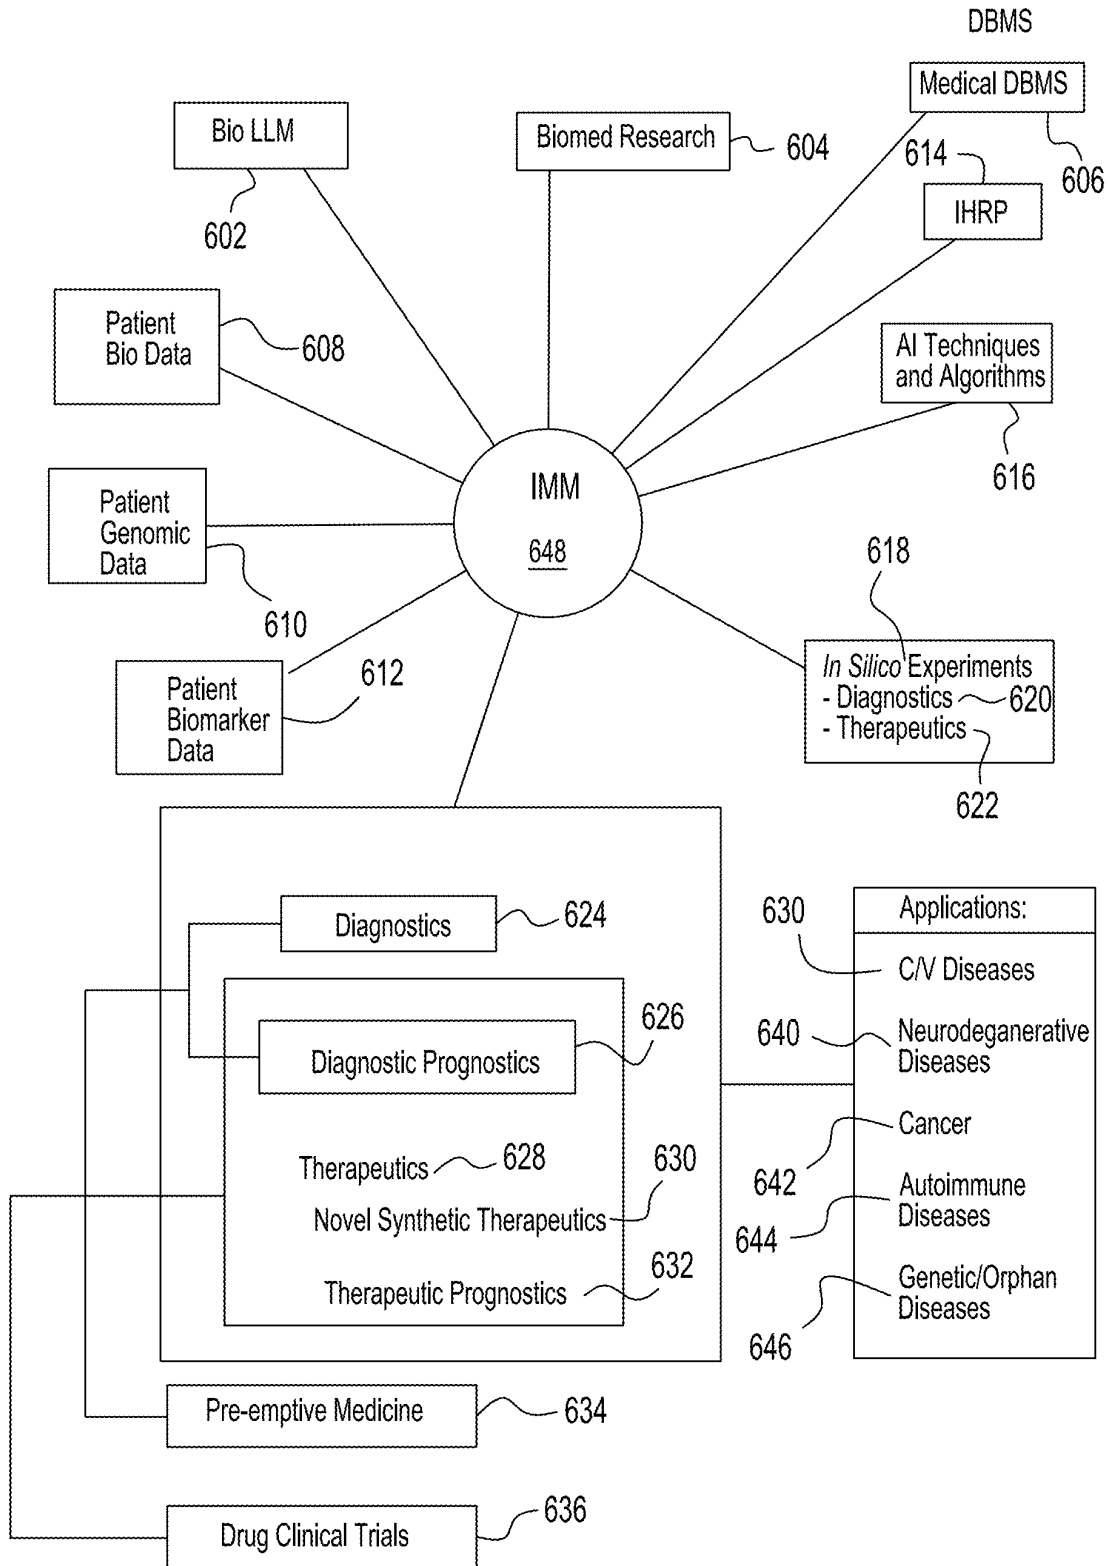 DBMS
Medical DBMS
606
Bio LLM
602
Biomed Research
604
614
IHRP
Patient
Bio Data
608
AI Techniques
and Algorithms
616
IMM
648
Patient
Genomic
Data
610
618
In Silico Experiments
- Diagnostics
620
- Therapeutics
622
Patient
Biomarker
Data
612
Diagnostics
624
Diagnostic Prognostics
626
Therapeutics
628
Novel Synthetic Therapeutics
630
Therapeutic Prognostics
632
Applications:
630
C/V Diseases
640
Neurodeganerative
Diseases
Cancer
642
Autoimmune
Diseases
644
Genetic/Orphan
Diseases
646
Pre-emptive Medicine
634
Drug Clinical Trials
636